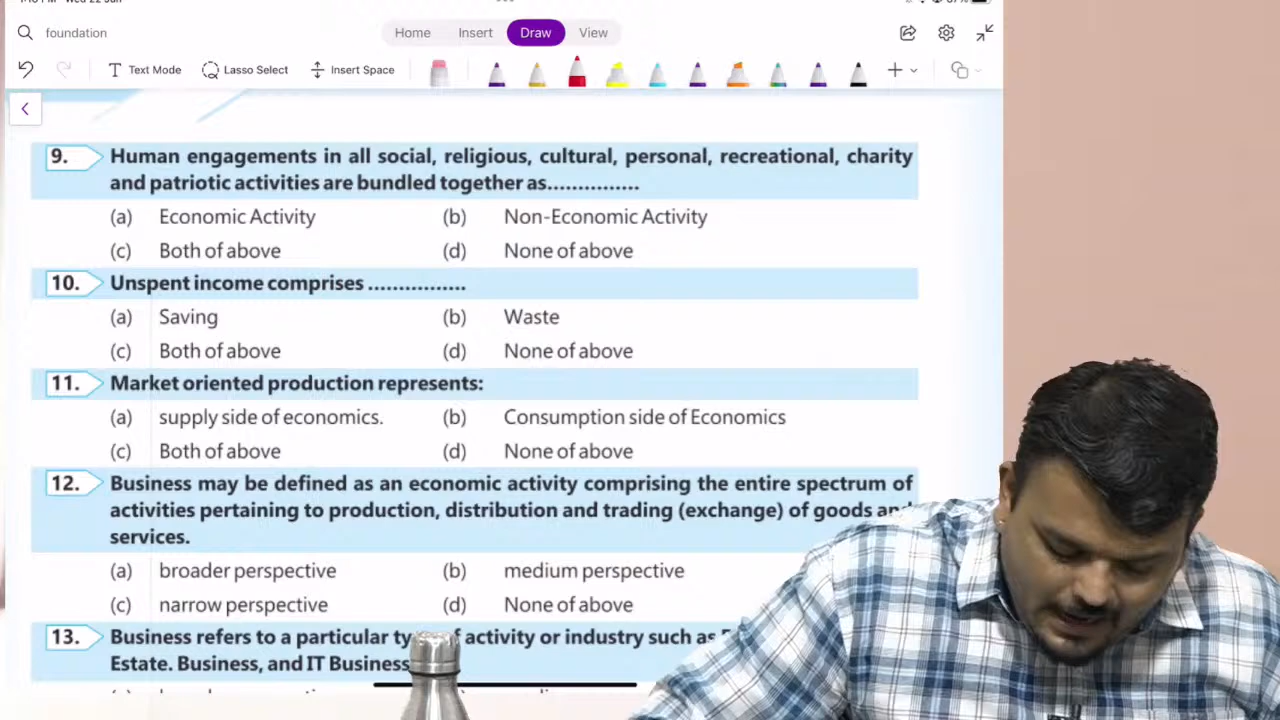 foundation
Home Insert Draw View
Text Mode Lasso Select Insert Space
9. Human engagements in all social, religious, cultural, personal, recreational, charity
and patriotic activities are bundled together as...............
(a) Economic Activity (b) Non-Economic Activity
(c) Both of above (d) None of above
10. Unspent income comprises ................
(a) Saving (b) Waste
(c) Both of above (d) None of above
11. Market oriented production represents:
(a) supply side of economics. (b) Consumption side of Economics
(c) Both of above (d) None of above
12. Business may be defined as an economic activity comprising the entire spectrum of
activities pertaining to production, distribution and trading (exchange) of goods and
services.
(a) broader perspective (b) medium perspective
(c) narrow perspective (d) None of above
13. Business refers to a particular of activity or industry such as
Estate. Business, and IT Business